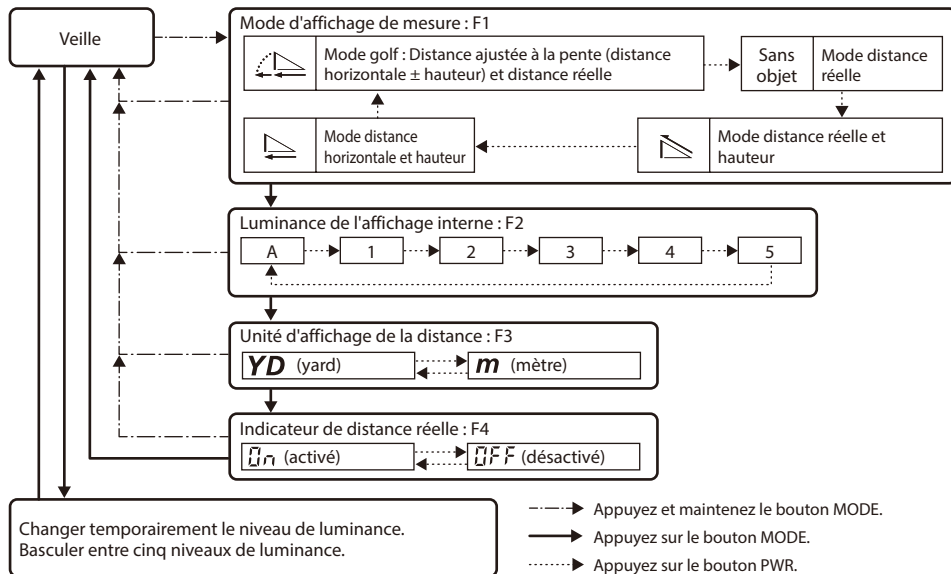 Veille
Mode d'affichage de mesure : F1
Mode golf : Distance ajustée à la pente (distance
horizontale ± hauteur) et distance réelle
Sans
objet
Mode distance
réelle
Mode distance
horizontale et hauteur
Mode distance réelle et
hauteur
Luminance de l'affichage interne : F2
A 1 2 3 4 5
Unité d'affichage de la distance : F3
YD (yard) m (mètre)
Indicateur de distance réelle : F4
On (activé) OFF (désactivé)
Changer temporairement le niveau de luminance.
Basculer entre cinq niveaux de luminance.
Appuyez et maintenez le bouton MODE.
Appuyez sur le bouton MODE.
Appuyez sur le bouton PWR.